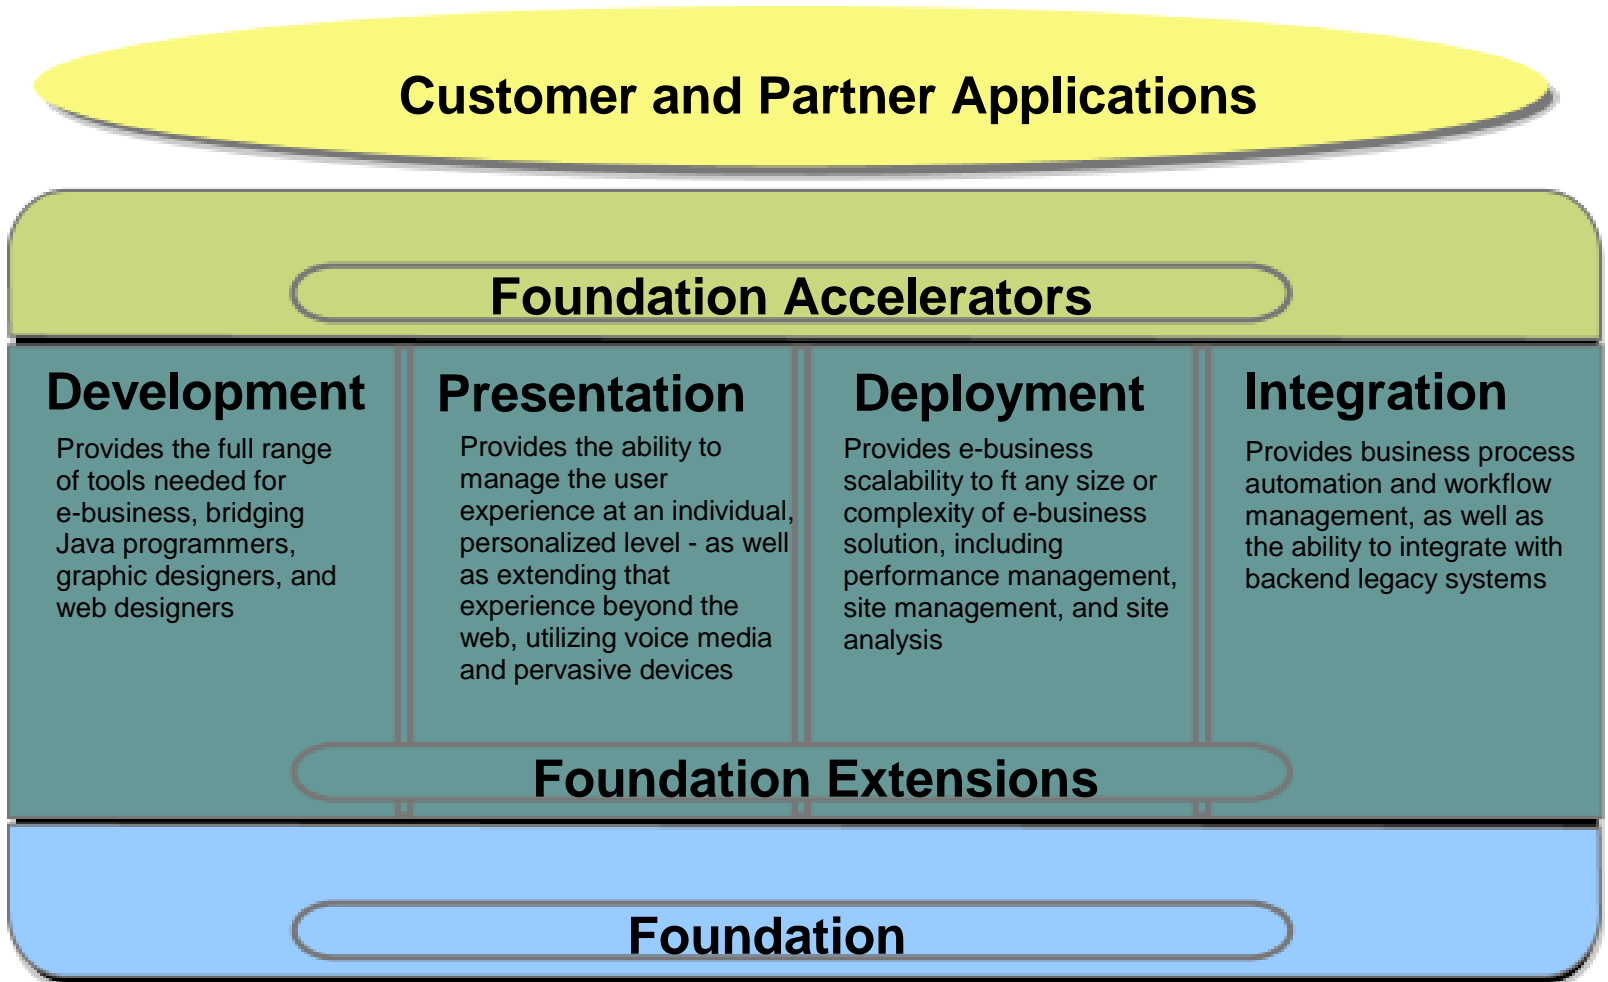 Customer and Partner Applications
Foundation Accelerators
Development
Provides the full range
of tools needed for
e-business, bridging
Java programmers,
graphic designers, and
web designers
Presentation
Provides the ability to
manage the user
experience at an individual,
personalized level - as well
as extending that
experience beyond the
web, utilizing voice media
and pervasive devices
Deployment
Provides e-business
scalability to ft any size or
complexity of e-business
solution, including
performance management,
site management, and site
analysis
Integration
Provides business process
automation and workflow
management, as well as
the ability to integrate with
backend legacy systems
Foundation Extensions
Foundation